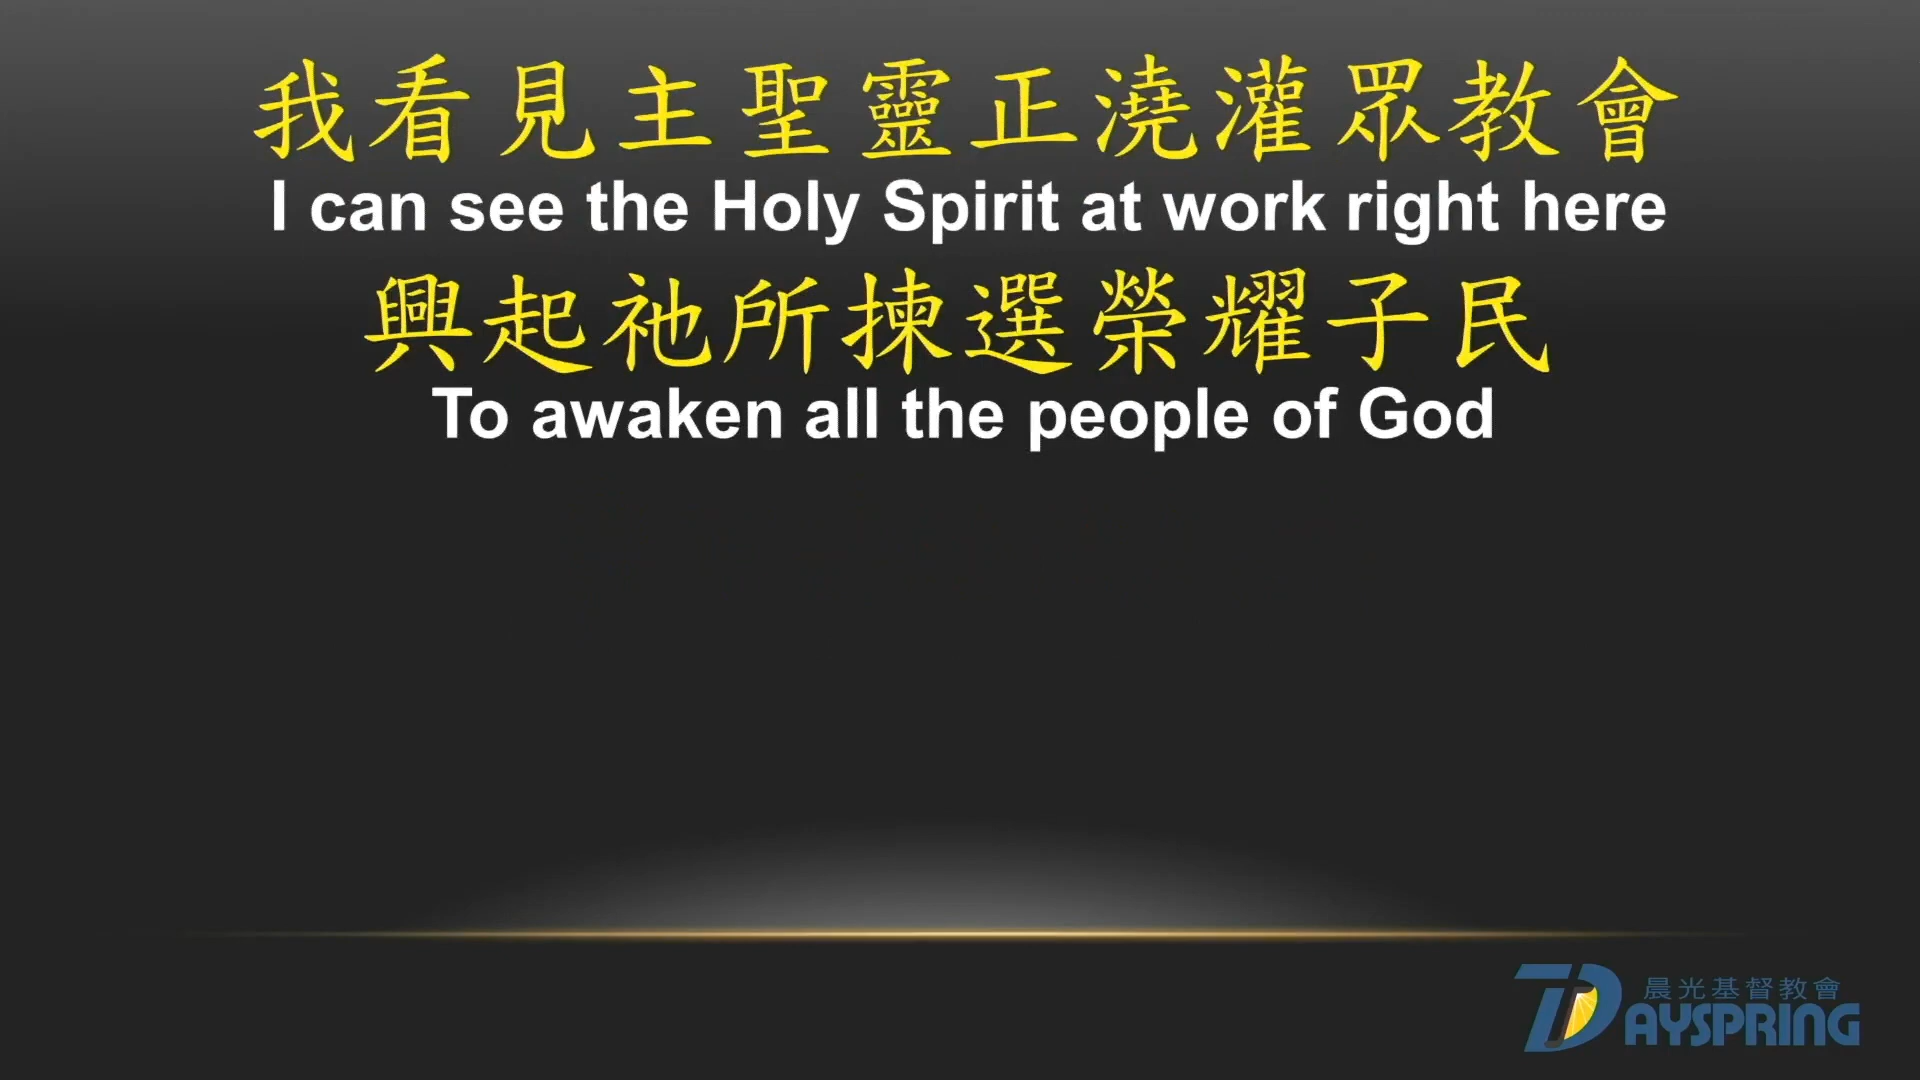 我看見主聖靈正澆灌眾教會
I can see the Holy Spirit at work right here
興起祂所揀選榮耀子民
To awaken all the people of God
晨光基督教會
DAYSPRING